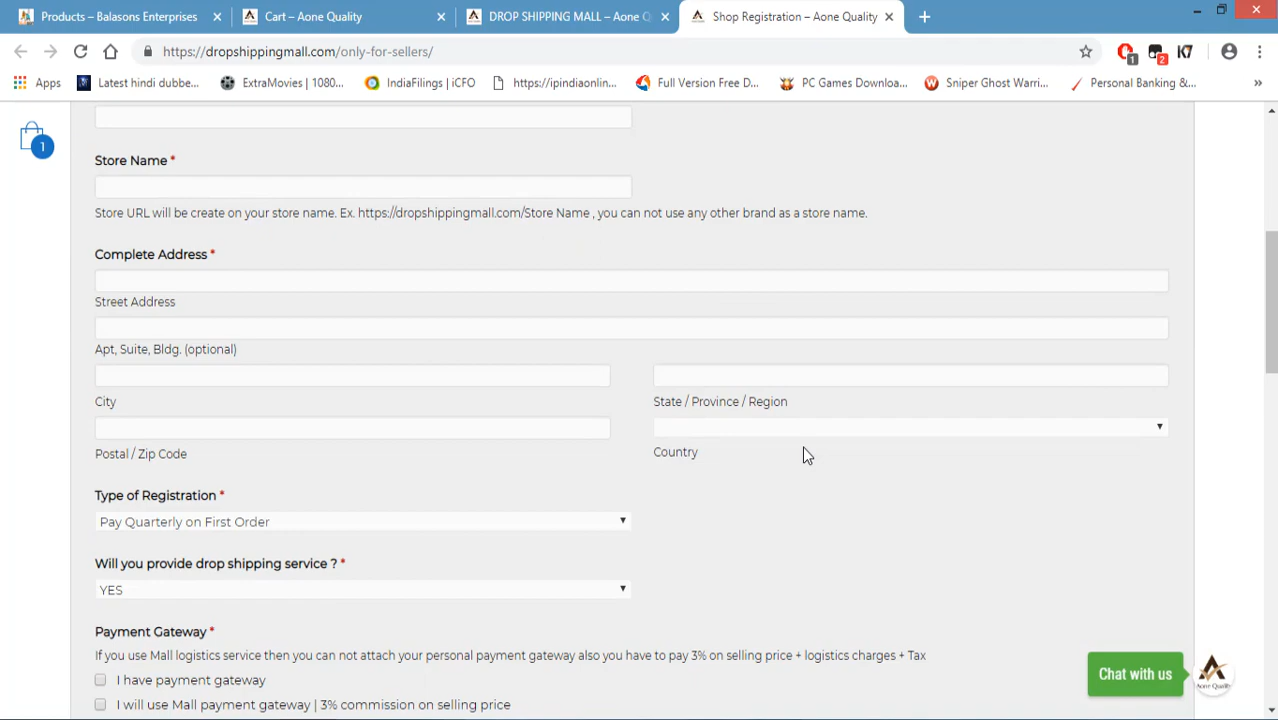 Products – Balasons Enterprises
Cart – Aone Quality
DROP SHIPPING MALL – Aone Q
Shop Registration – Aone Quality
https://dropshippingmall.com/only-for-sellers/
1
2
K7
Apps
Latest hindi dubbe...
ExtraMovies | 1080...
IndiaFilings | iCFO
https://ipindiaonlin...
Full Version Free D...
PC Games Downloa...
Sniper Ghost Warri...
Personal Banking &...
»
1
Store Name *
Store URL will be create on your store name. Ex. https://dropshippingmall.com/Store Name , you can not use any other brand as a store name.
Complete Address *
Street Address
Apt, Suite, Bldg. (optional)
City
State / Province / Region
Postal / Zip Code
Country
Type of Registration *
Pay Quarterly on First Order
Will you provide drop shipping service ? *
YES
Payment Gateway *
If you use Mall logistics service then you can not attach your personal payment gateway also you have to pay 3% on selling price + logistics charges + Tax
I have payment gateway
I will use Mall payment gateway | 3% commission on selling price
Chat with us
Aone Quality